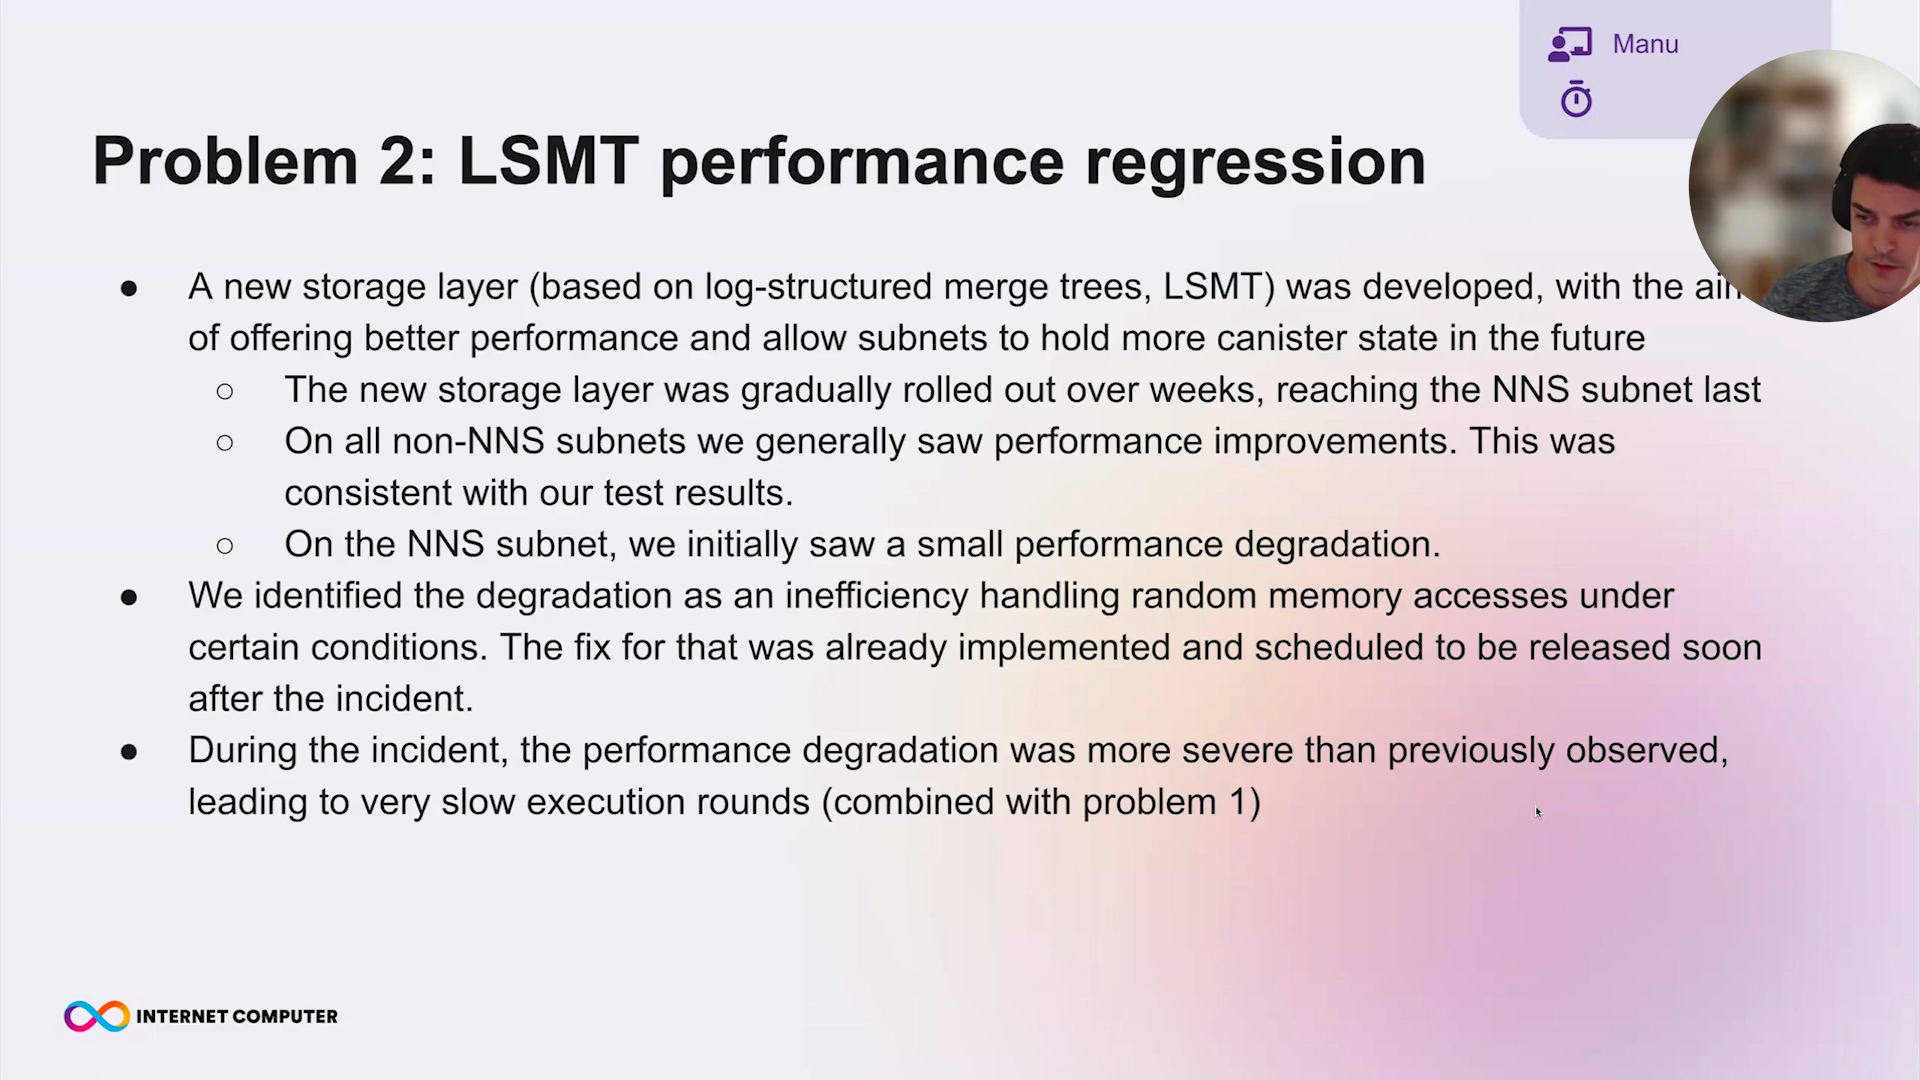 Manu
Problem 2: LSMT performance regression
● A new storage layer (based on log-structured merge trees, LSMT) was developed, with the
of offering better performance and allow subnets to hold more canister state in the future
○ The new storage layer was gradually rolled out over weeks, reaching the NNS subnet last
○ On all non-NNS subnets we generally saw performance improvements. This was
consistent with our test results.
○ On the NNS subnet, we initially saw a small performance degradation.
● We identified the degradation as an inefficiency handling random memory accesses under
certain conditions. The fix for that was already implemented and scheduled to be released soon
after the incident.
● During the incident, the performance degradation was more severe than previously observed,
leading to very slow execution rounds (combined with problem 1)
INTERNET COMPUTER